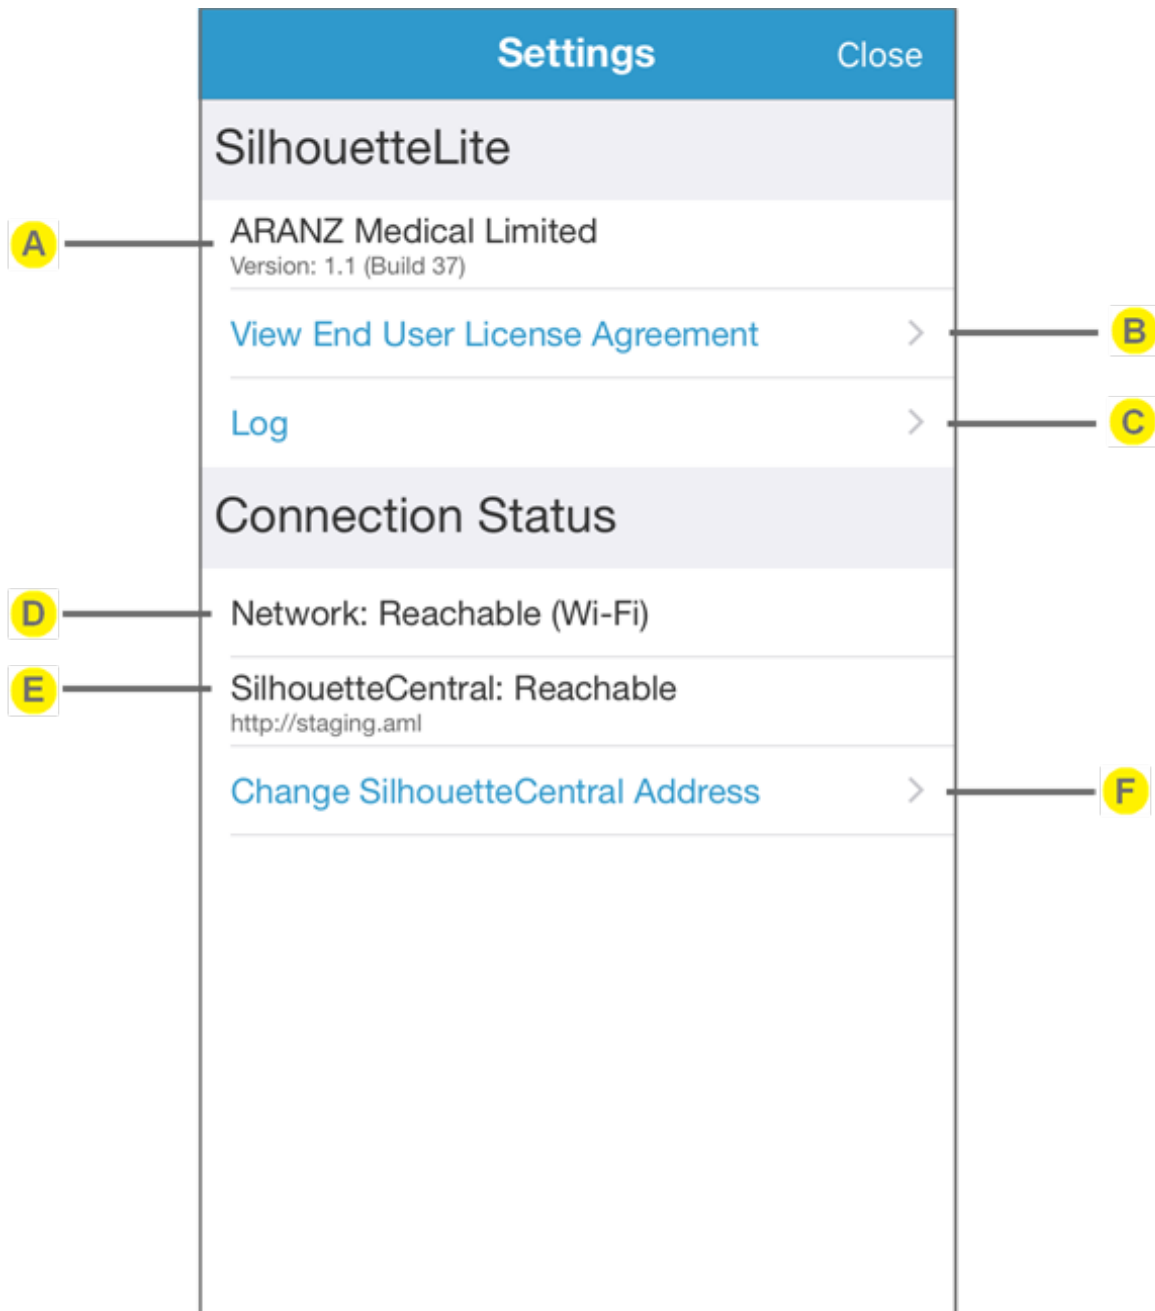 Settings Close
SilhouetteLite
A ARANZ Medical Limited
Version: 1.1 (Build 37)
View End User License Agreement B
Log C
Connection Status
D Network: Reachable (Wi-Fi)
E SilhouetteCentral: Reachable
http://staging.aml
Change SilhouetteCentral Address F